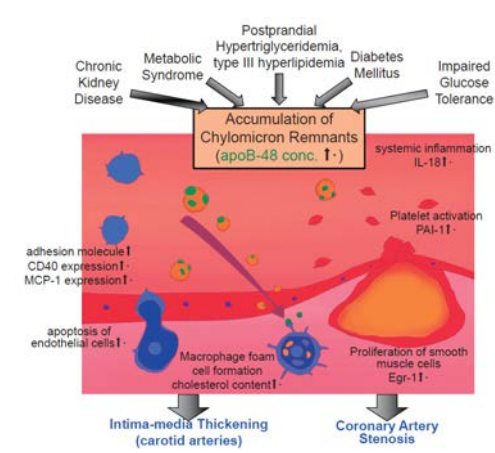 Postprandial
Hypertriglyceridemia,
type III hyperlipidemia
Chronic
Kidney
Disease
Metabolic
Syndrome
Diabetes
Mellitus
Impaired
Glucose
Tolerance
Accumulation of
Chylomicron Remnants
(apoB-48 conc. ⬆·)
systemic inflammation
IL-18⬆·
Platelet activation
PAI-1⬆·
adhesion molecule⬆
CD40 expression⬆·
MCP-1 expression⬆·
apoptosis of
endothelial cells⬆·
Macrophage foam
cell formation
cholesterol content⬆·
Proliferation of smooth
muscle cells
Egr-1⬆·
Intima-media Thickening
(carotid arteries)
Coronary Artery
Stenosis